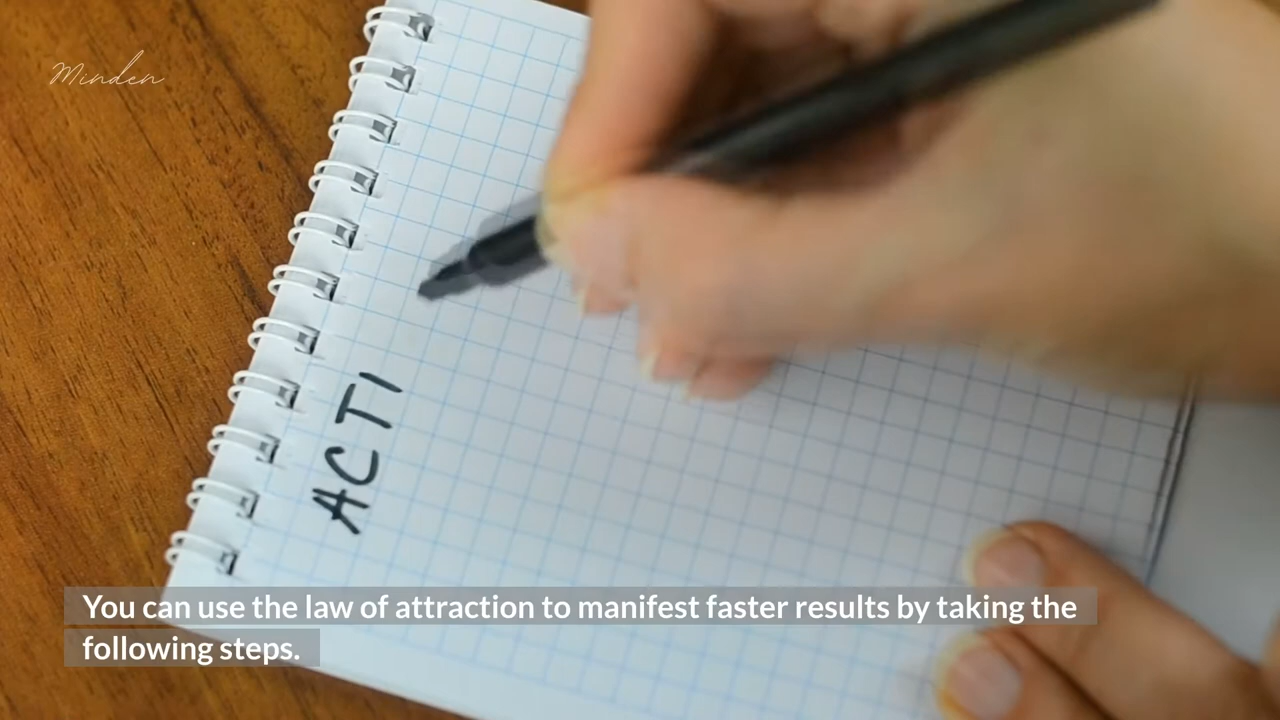 Minden
ACTI
You can use the law of attraction to manifest faster results by taking the
following steps.